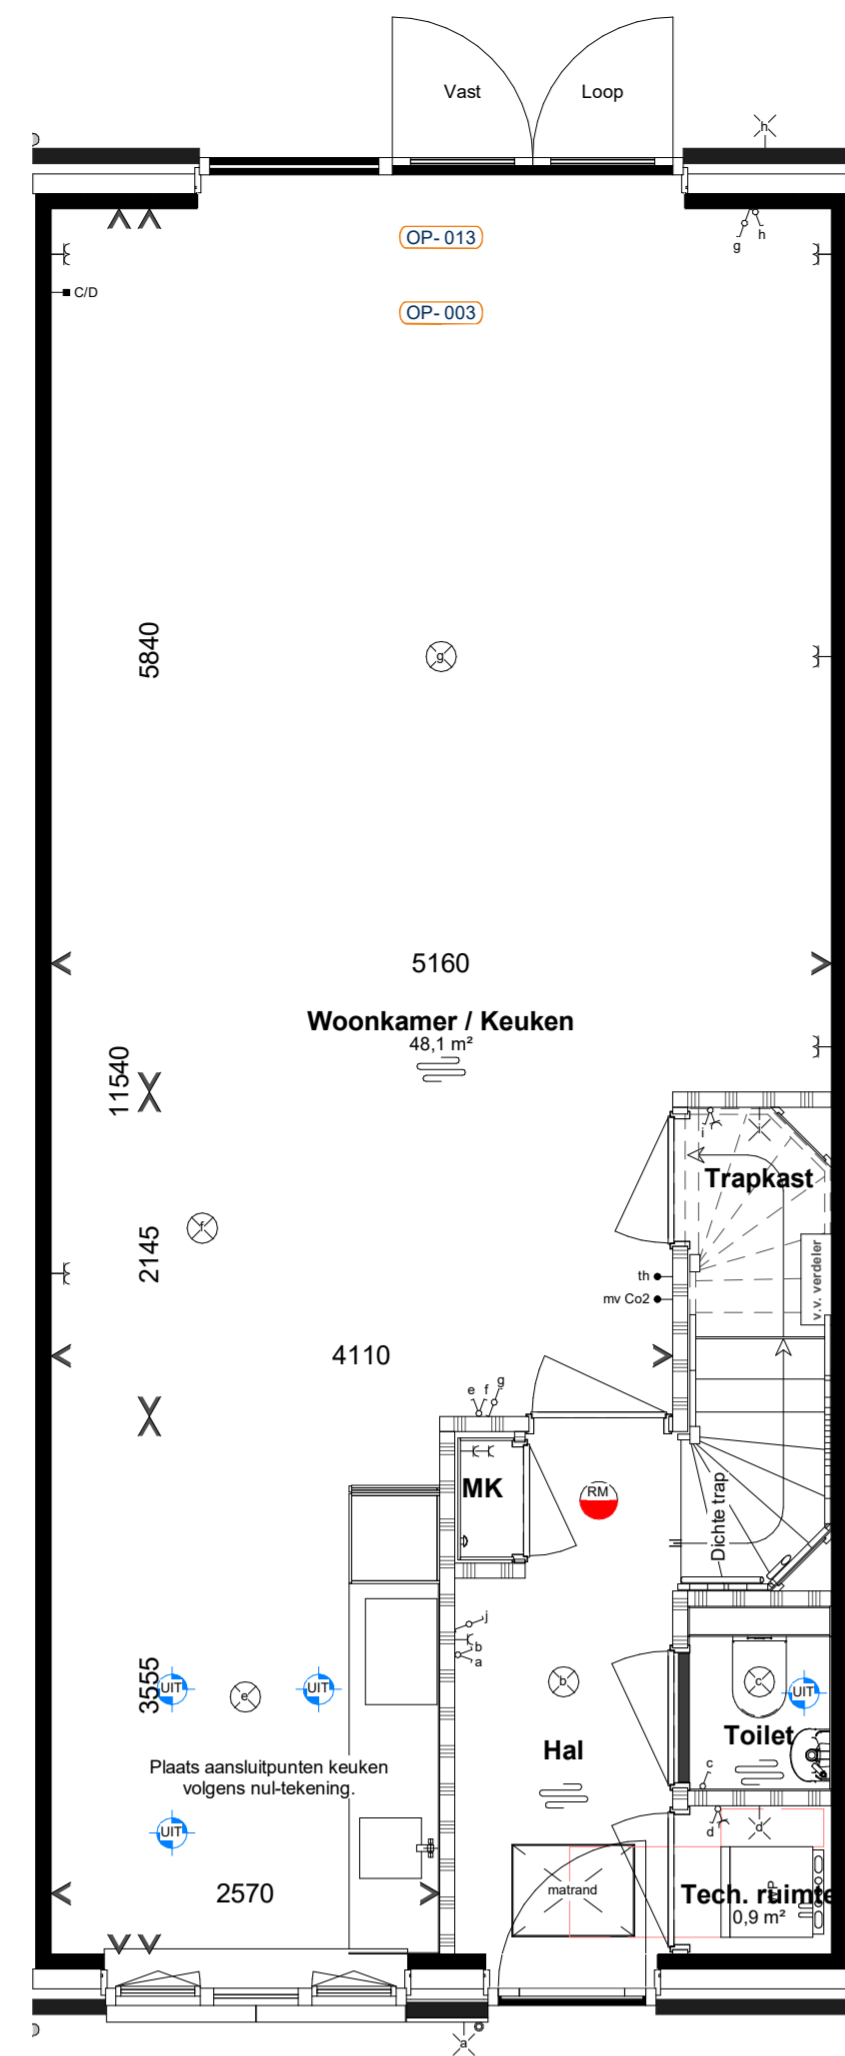 Vast
Loop
h
OP- 013
g
h
OP- 003
C/D
5840
g
5160
Woonkamer / Keuken
48,1 m²
11540
i
i
Trapkast
f
2145
v.v. verdeler
th
mv Co2
4110
e
f
g
MK
RM
Dichte trap
j
b
a
3555
UIT
e
UIT
b
c
UIT
Toilet
Hal
Plaats aansluitpunten keuken
volgens nul-tekening.
c
UIT
d
d
matrand
WP
2570
Tech. ruimte
0,9 m²
a